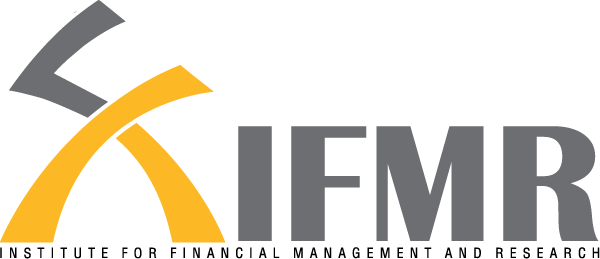 IFMR
INSTITUTE FOR FINANCIAL MANAGEMENT AND RESEARCH